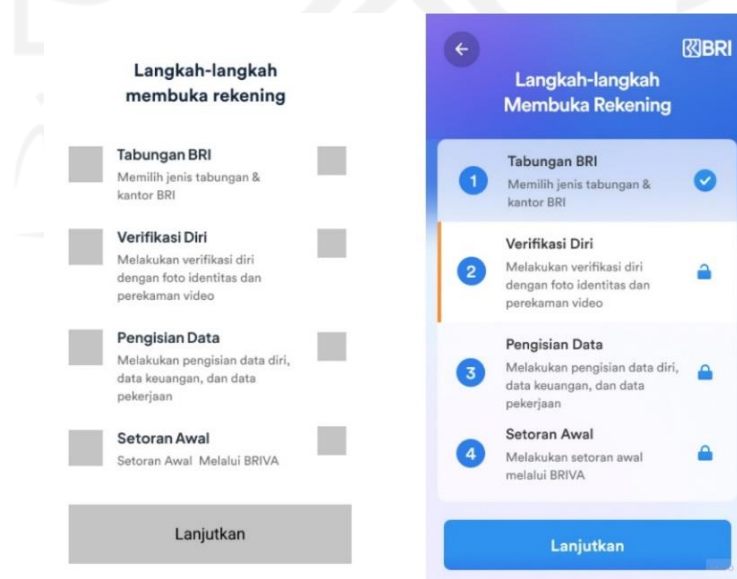 Langkah-langkah
membuka rekening
Tabungan BRI
Memilih jenis tabungan &
kantor BRI
Verifikasi Diri
Melakukan verifikasi diri
dengan foto identitas dan
perekaman video
Pengisian Data
Melakukan pengisian data diri,
data keuangan, dan data
pekerjaan
Setoran Awal
Setoran Awal Melalui BRIVA
Lanjutkan
BRI
Langkah-langkah
Membuka Rekening
1
Tabungan BRI
Memilih jenis tabungan &
kantor BRI
2
Verifikasi Diri
Melakukan verifikasi diri
dengan foto identitas dan
perekaman video
3
Pengisian Data
Melakukan pengisian data diri,
data keuangan, dan data
pekerjaan
4
Setoran Awal
Melakukan setoran awal
melalui BRIVA
Lanjutkan